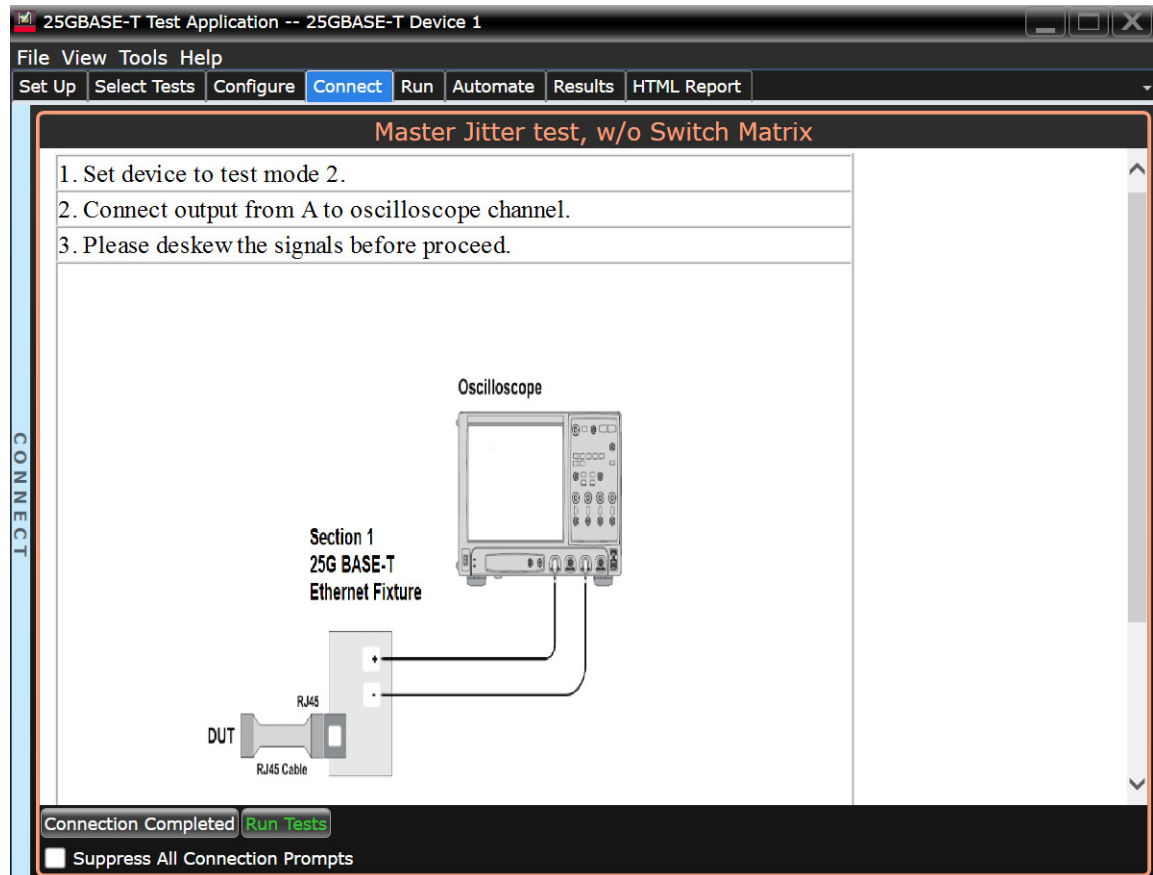 25GBASE-T Test Application -- 25GBASE-T Device 1
File View Tools Help
Set Up Select Tests Configure Connect Run Automate Results HTML Report
Master Jitter test, w/o Switch Matrix
1. Set device to test mode 2.
2. Connect output from A to oscilloscope channel.
3. Please deskew the signals before proceed.
Oscilloscope
CONNECT
Section 1
25G BASE-T
Ethernet Fixture
+
-
RJ45
DUT
RJ45 Cable
Connection Completed Run Tests
Suppress All Connection Prompts